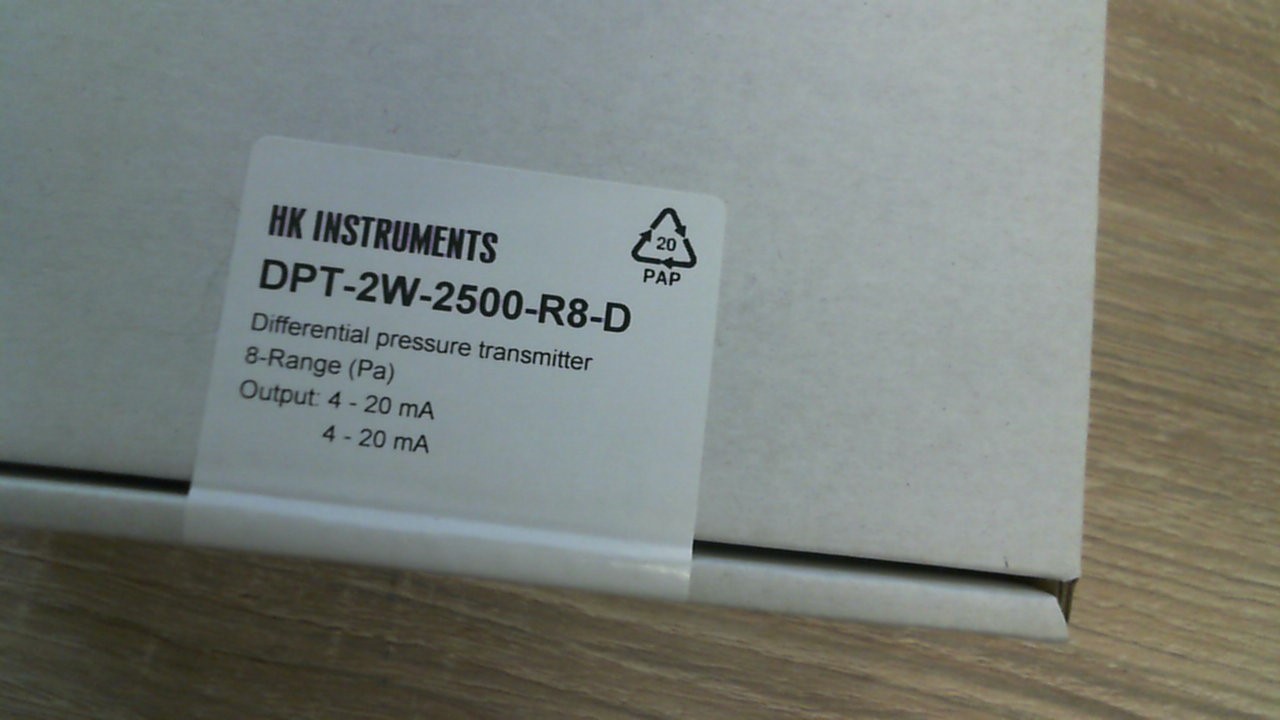 HK INSTRUMENTS
DPT-2W-2500-R8-D
Differential pressure transmitter
8-Range (Pa)
Output: 4 - 20 mA
4 - 20 mA
20
PAP